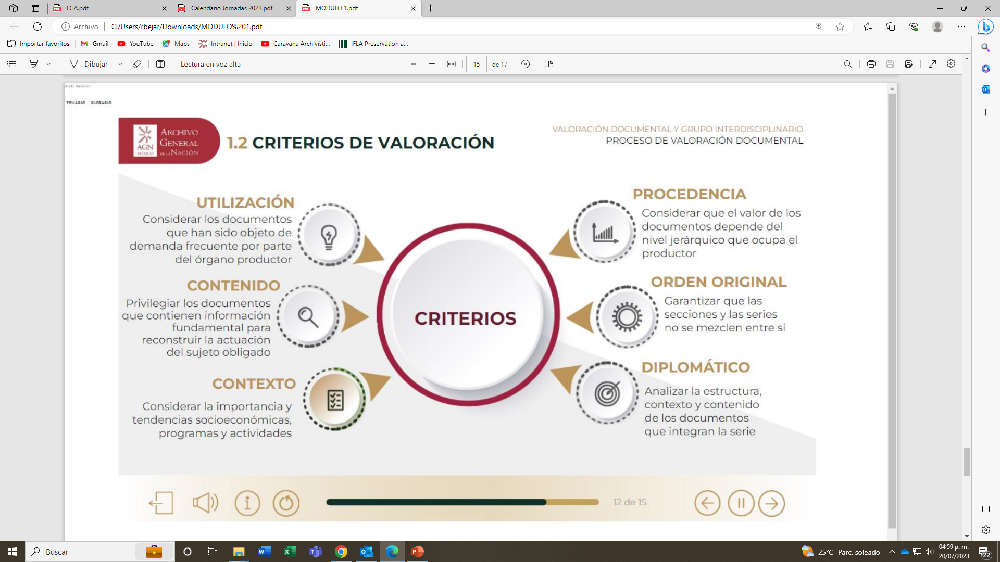 LGA.pdf
Calendario Jornadas 2023.pdf
MODULO 1.pdf
Archivo
C:/Users/rbejar/Downloads/MODULO%201.pdf
Importar favoritos
Gmail
YouTube
Maps
Intranet | Inicio
Caravana Archivísti...
IFLA Preservation a...
Dibujar
Lectura en voz alta
15
de 17
Modo Revisión
TEMARIO GLOSARIO
ARCHIVO
GENERAL
DE LA NACIÓN
AGN
MÉXICO
1.2 CRITERIOS DE VALORACIÓN
VALORACIÓN DOCUMENTAL Y GRUPO INTERDISCIPLINARIO
PROCESO DE VALORACIÓN DOCUMENTAL
UTILIZACIÓN
Considerar los documentos
que han sido objeto de
demanda frecuente por parte
del órgano productor
CONTENIDO
Privilegiar los documentos
que contienen información
fundamental para
reconstruir la actuación
del sujeto obligado
CONTEXTO
Considerar la importancia y
tendencias socioeconómicas,
programas y actividades
CRITERIOS
PROCEDENCIA
Considerar que el valor de los
documentos depende del
nivel jerárquico que ocupa el
productor
ORDEN ORIGINAL
Garantizar que las
secciones y las series
no se mezclen entre sí
DIPLOMÁTICO
Analizar la estructura,
contexto y contenido
de los documentos
que integran la serie
12 de 15
Buscar
25°C Parc. soleado
04:59 p. m.
20/07/2023
22